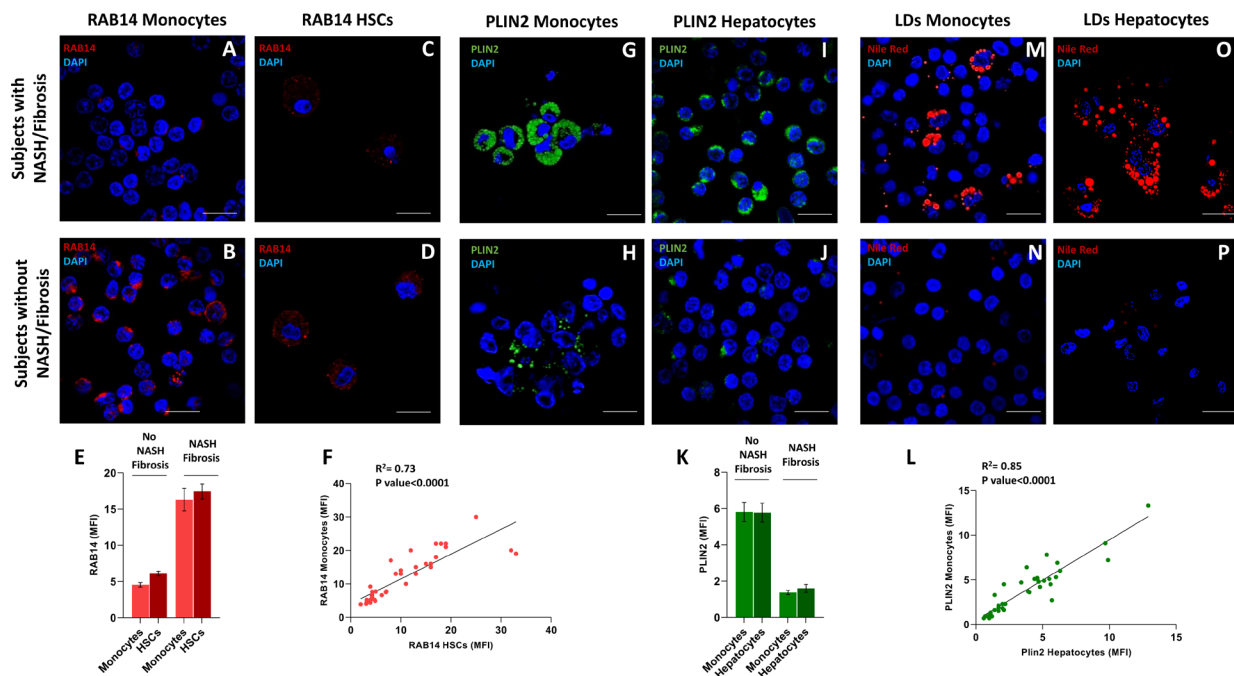 RAB14 Monocytes
RAB14 HSCs
PLIN2 Monocytes
PLIN2 Hepatocytes
LDs Monocytes
LDs Hepatocytes
Subjects with
NASH/Fibrosis
RAB14
DAPI
A
RAB14
DAPI
C
PLIN2
DAPI
G
PLIN2
DAPI
I
Nile Red
DAPI
M
Nile Red
DAPI
O
Subjects without
NASH/Fibrosis
RAB14
DAPI
B
RAB14
DAPI
D
PLIN2
DAPI
H
PLIN2
DAPI
J
Nile Red
DAPI
N
Nile Red
DAPI
P
E
No
NASH
Fibrosis
NASH
Fibrosis
RAB14 (MFI)
20
15
10
5
0
Monocytes
HSCs
Monocytes
HSCs
F
R²= 0.73
P value<0.0001
RAB14 Monocytes (MFI)
40
30
20
10
0
0
10
20
30
40
RAB14 HSCs (MFI)
K
No
NASH
Fibrosis
NASH Fibrosis
PLIN2 (MFI)
8
6
4
2
0
Monocytes
Hepatocytes
Monocytes
Hepatocytes
L
R²= 0.85
P value<0.0001
PLIN2 Monocytes (MFI)
15
10
5
0
0
5
10
15
Plin2 Hepatocytes (MFI)